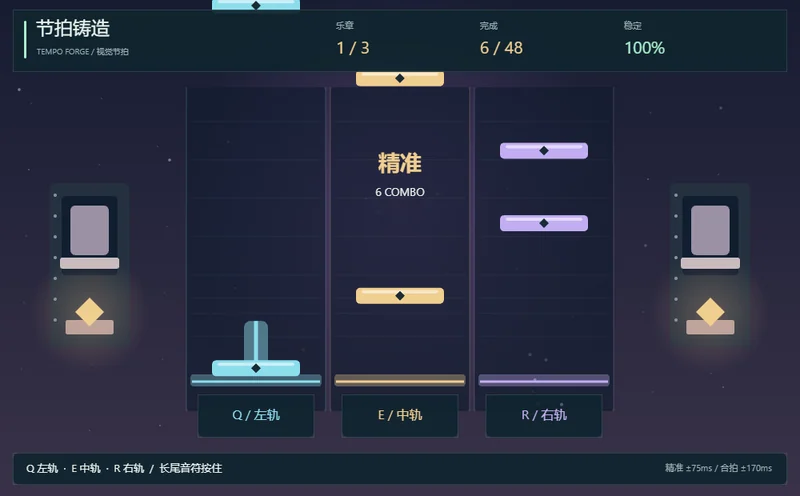 节拍铸造
TEMPO FORGE / 视觉节拍
乐章
1 / 3
完成
6 / 48
稳定
100%
精准
6 COMBO
Q / 左轨
E / 中轨
R / 右轨
Q 左轨 · E 中轨 · R 右轨 / 长尾音符按住
精准 ±75ms / 合拍 ±170ms